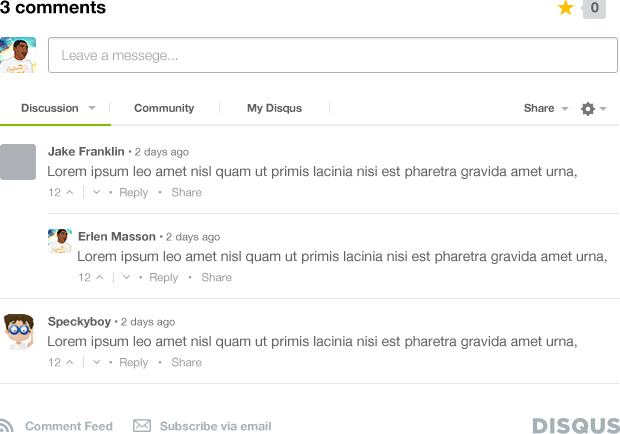 3 comments
0
Leave a messege...
Discussion Community My Disqus Share
Jake Franklin • 2 days ago
Lorem ipsum leo amet nisl quam ut primis lacinia nisi est pharetra gravida amet urna,
12 • Reply • Share
Erlen Masson • 2 days ago
Lorem ipsum leo amet nisl quam ut primis lacinia nisi est pharetra gravida amet urna,
12 • Reply • Share
Speckyboy • 2 days ago
Lorem ipsum leo amet nisl quam ut primis lacinia nisi est pharetra gravida amet urna,
12 • Reply • Share
Comment Feed Subscribe via email DISQUS